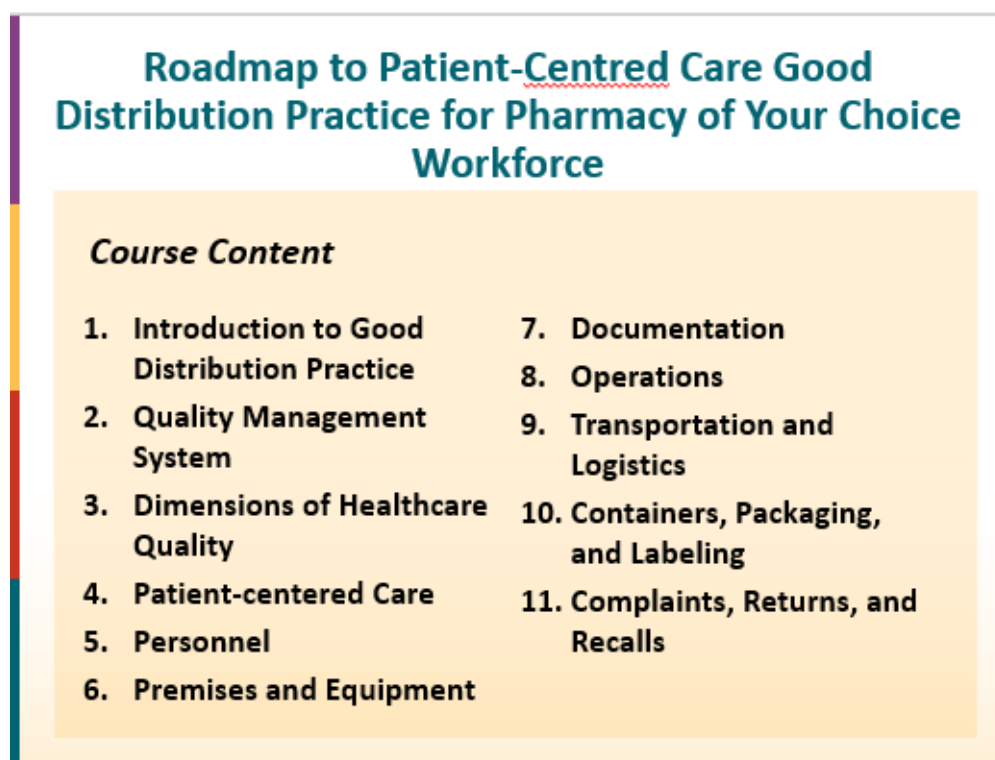 Roadmap to Patient-Centred Care Good
Distribution Practice for Pharmacy of Your Choice
Workforce
Course Content
1. Introduction to Good
Distribution Practice
2. Quality Management
System
3. Dimensions of Healthcare
Quality
4. Patient-centered Care
5. Personnel
6. Premises and Equipment
7. Documentation
8. Operations
9. Transportation and
Logistics
10. Containers, Packaging,
and Labeling
11. Complaints, Returns, and
Recalls